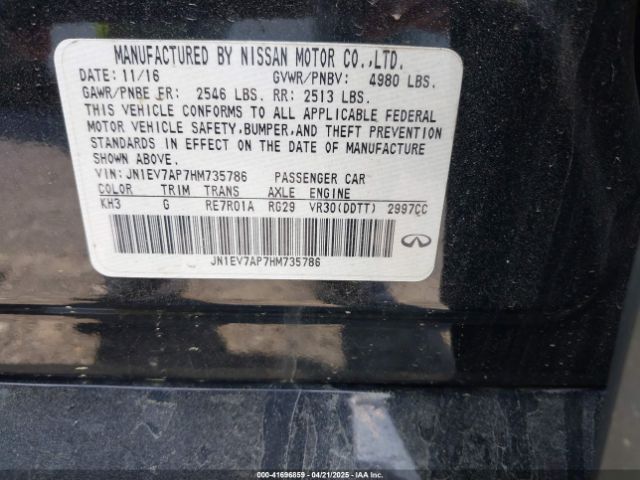 MANUFACTURED BY NISSAN MOTOR CO.,LTD.
DATE: 11/16 GVWR/PNBV: 4980 LBS.
GAWR/PNBE FR: 2546 LBS. RR: 2513 LBS.
THIS VEHICLE CONFORMS TO ALL APPLICABLE FEDERAL
MOTOR VEHICLE SAFETY,BUMPER,AND THEFT PREVENTION
STANDARDS IN EFFECT ON THE DATE OF MANUFACTURE
SHOWN ABOVE.
VIN: JN1EV7AP7HM735786 PASSENGER CAR
COLOR TRIM TRANS AXLE ENGINE
KH3 G RE7R01A RG29 VR30(DDTT) 2997CC
JN1EV7AP7HM735786
000-41696859 - 04/21/2025 - IAA Inc.